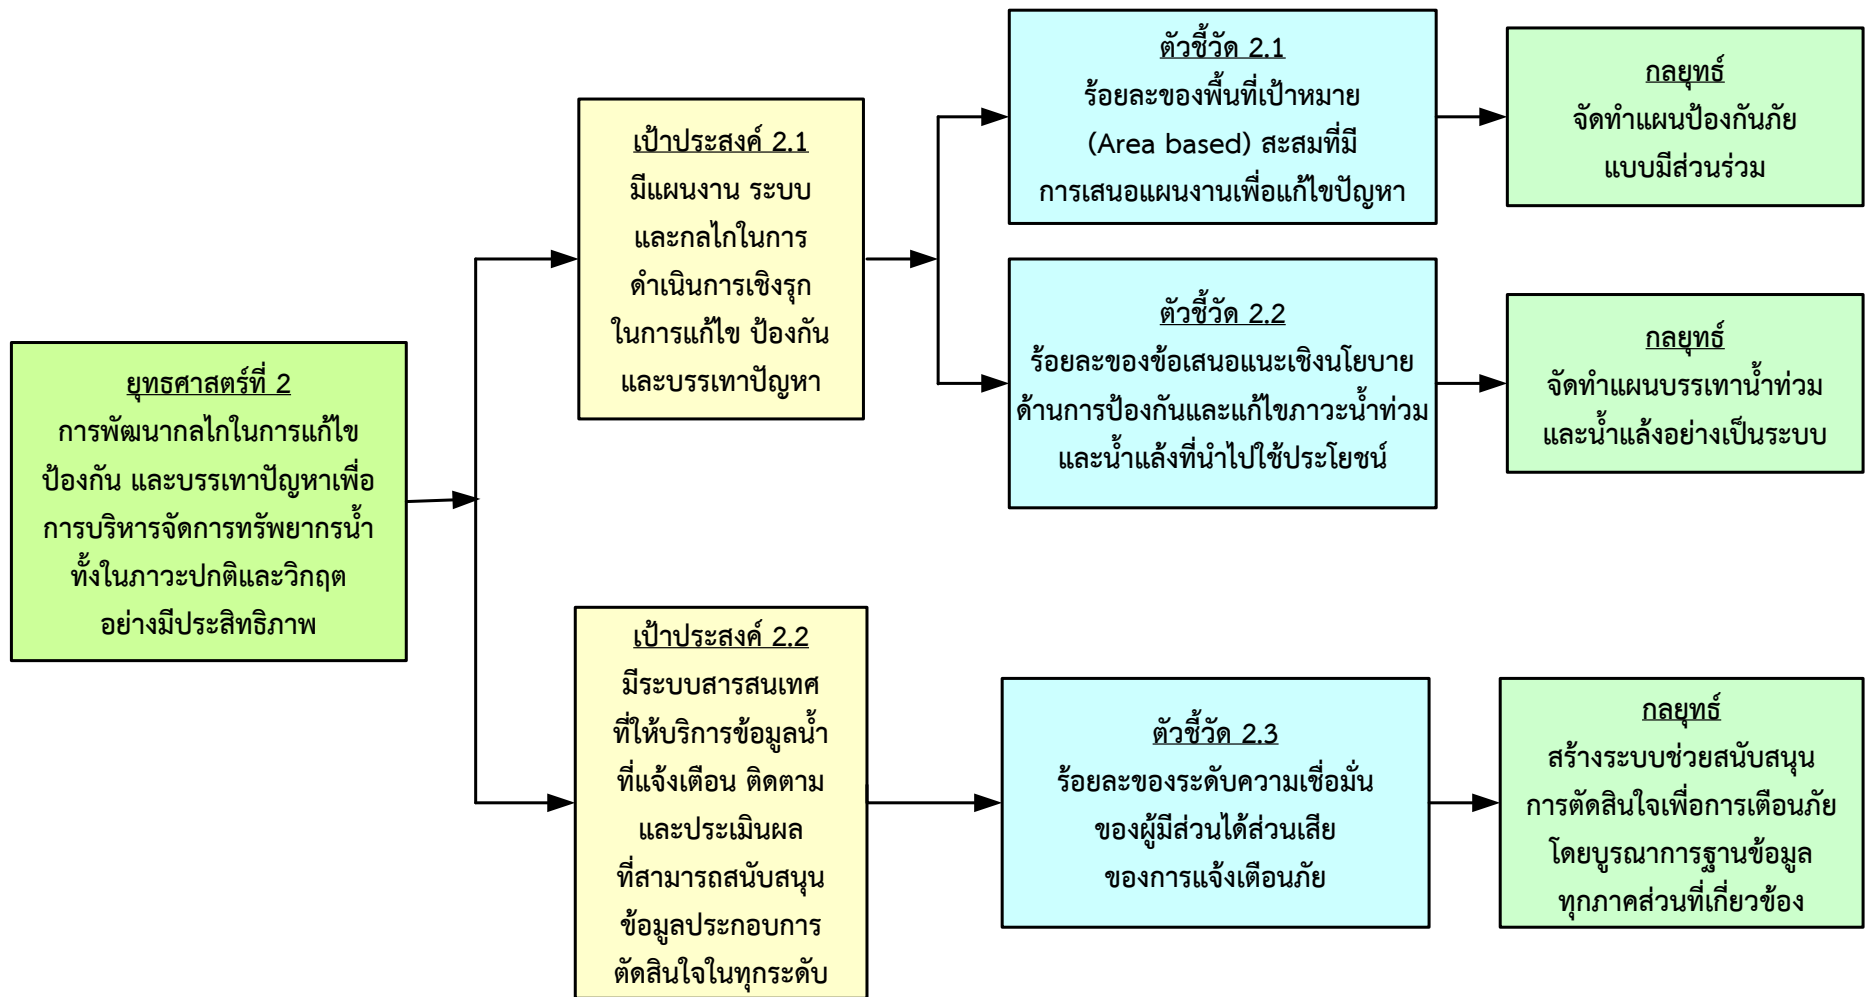 ยุทธศาสตร์ที่ 2
การพัฒนากลไกในการแก้ไข
ป้องกัน และบรรเทาปัญหาเพื่อ
การบริหารจัดการทรัพยากรน้ำ
ทั้งในภาวะปกติและวิกฤต
อย่างมีประสิทธิภาพ
เป้าประสงค์ 2.1
มีแผนงาน ระบบ
และกลไกในการ
ดำเนินการเชิงรุก
ในการแก้ไข ป้องกัน
และบรรเทาปัญหา
ตัวชี้วัด 2.1
ร้อยละของพื้นที่เป้าหมาย
(Area based) สะสมที่มี
การเสนอแผนงานเพื่อแก้ไขปัญหา
กลยุทธ์
จัดทำแผนป้องกันภัย
แบบมีส่วนร่วม
ตัวชี้วัด 2.2
ร้อยละของข้อเสนอแนะเชิงนโยบาย
ด้านการป้องกันและแก้ไขภาวะน้ำท่วม
และน้ำแล้งที่นำไปใช้ประโยชน์
กลยุทธ์
จัดทำแผนบรรเทาน้ำท่วม
และน้ำแล้งอย่างเป็นระบบ
เป้าประสงค์ 2.2
มีระบบสารสนเทศ
ที่ให้บริการข้อมูลน้ำ
ที่แจ้งเตือน ติดตาม
และประเมินผล
ที่สามารถสนับสนุน
ข้อมูลประกอบการ
ตัดสินใจในทุกระดับ
ตัวชี้วัด 2.3
ร้อยละของระดับความเชื่อมั่น
ของผู้มีส่วนได้ส่วนเสีย
ของการแจ้งเตือนภัย
กลยุทธ์
สร้างระบบช่วยสนับสนุน
การตัดสินใจเพื่อการเตือนภัย
โดยบูรณาการฐานข้อมูล
ทุกภาคส่วนที่เกี่ยวข้อง